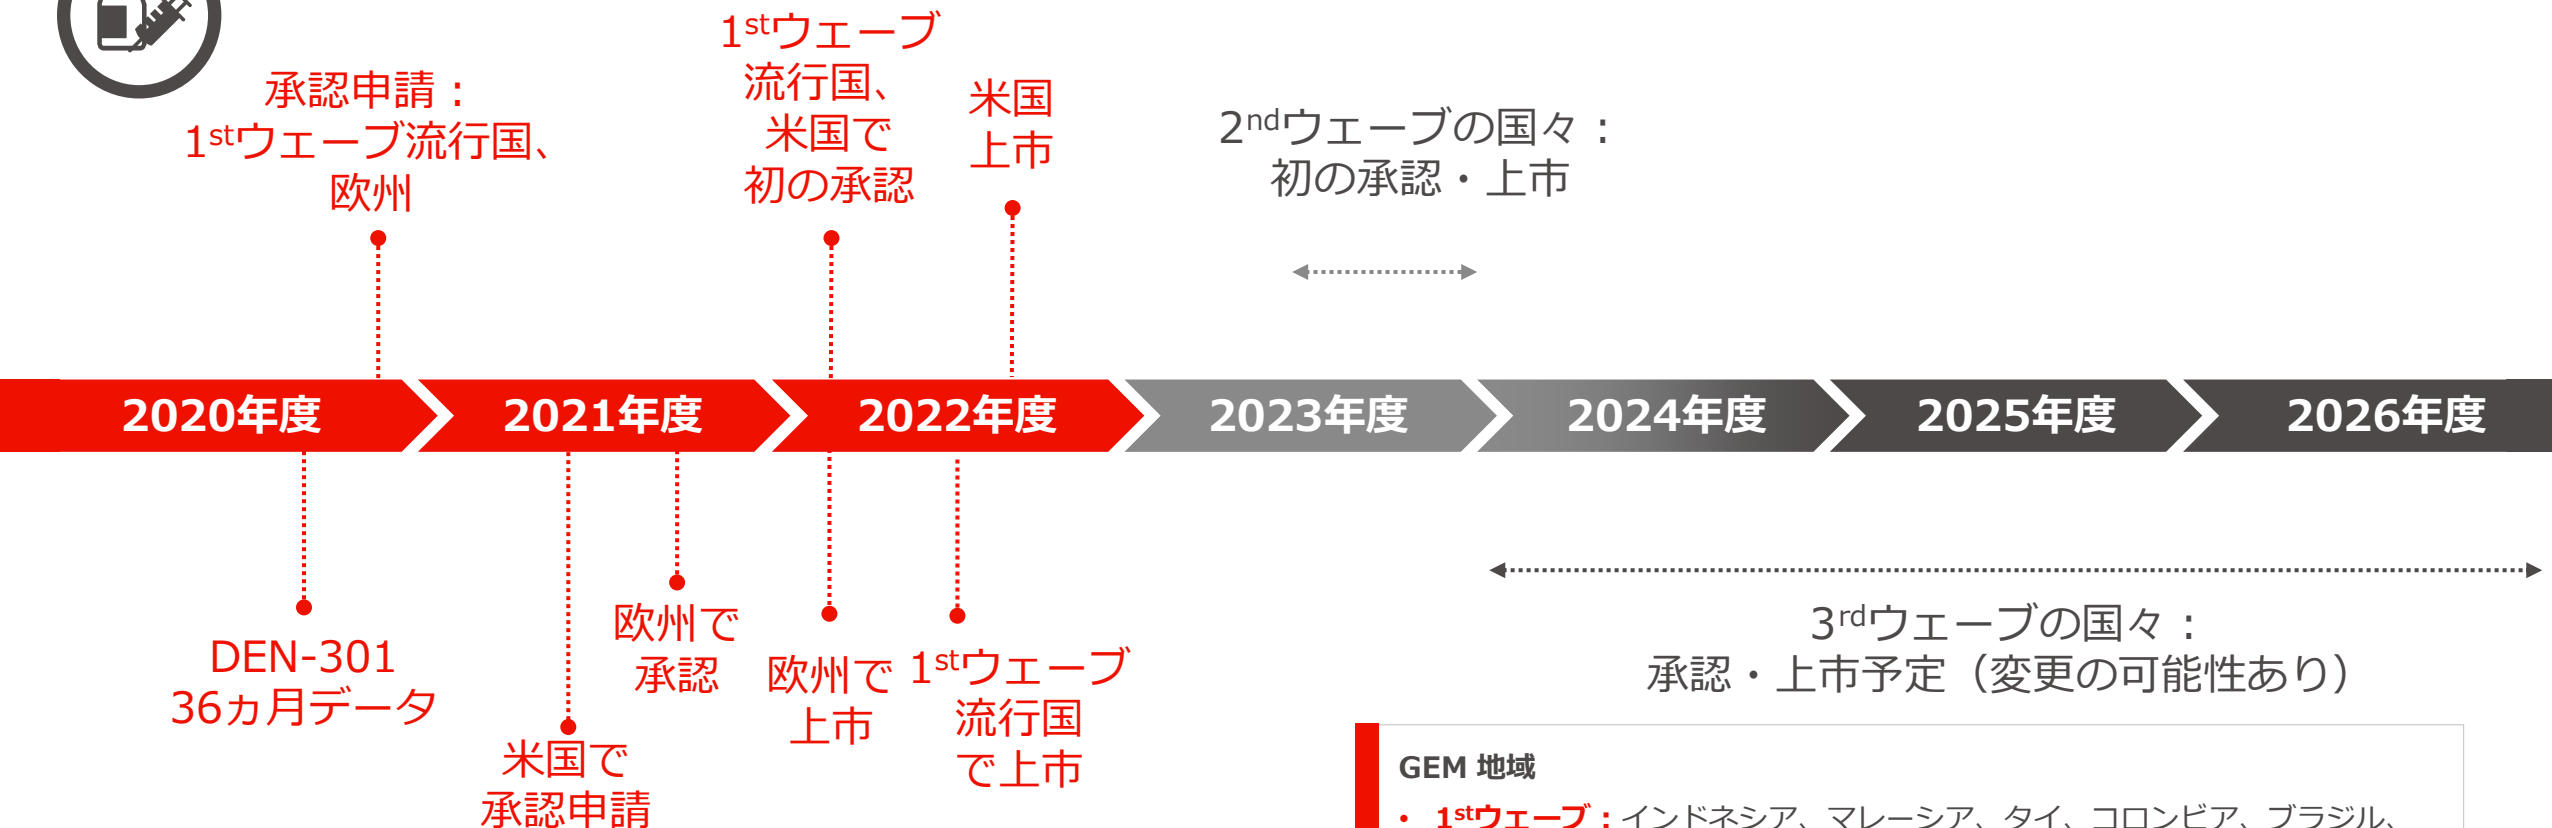 承認申請：
1stウェーブ流行国、
欧州
1stウェーブ
流行国、
米国で
初の承認
米国
上市
2ndウェーブの国々：
初の承認・上市
2020年度
2021年度
2022年度
2023年度
2024年度
2025年度
2026年度
DEN-301
36ヵ月データ
米国で
承認申請
欧州で
承認
欧州で
上市
1stウェーブ
流行国
で上市
3rdウェーブの国々：
承認・上市予定（変更の可能性あり）
GEM 地域
• 1stウェーブ：インドネシア、マレーシア、タイ、コロンビア、ブラジル、